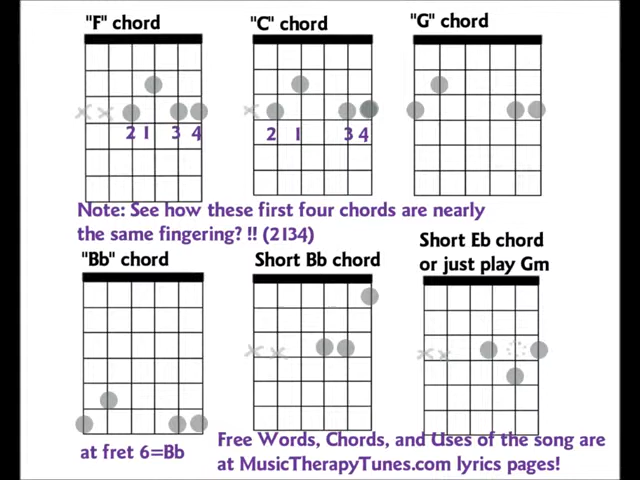 "F" chord
"C" chord
"G" chord
2 1 3 4
2 1 3 4
Note: See how these first four chords are nearly
the same fingering? !! (2134)
"Bb" chord
Short Bb chord
Short Eb chord
or just play Gm
at fret 6=Bb
Free Words, Chords, and Uses of the song are
at MusicTherapyTunes.com lyrics pages!